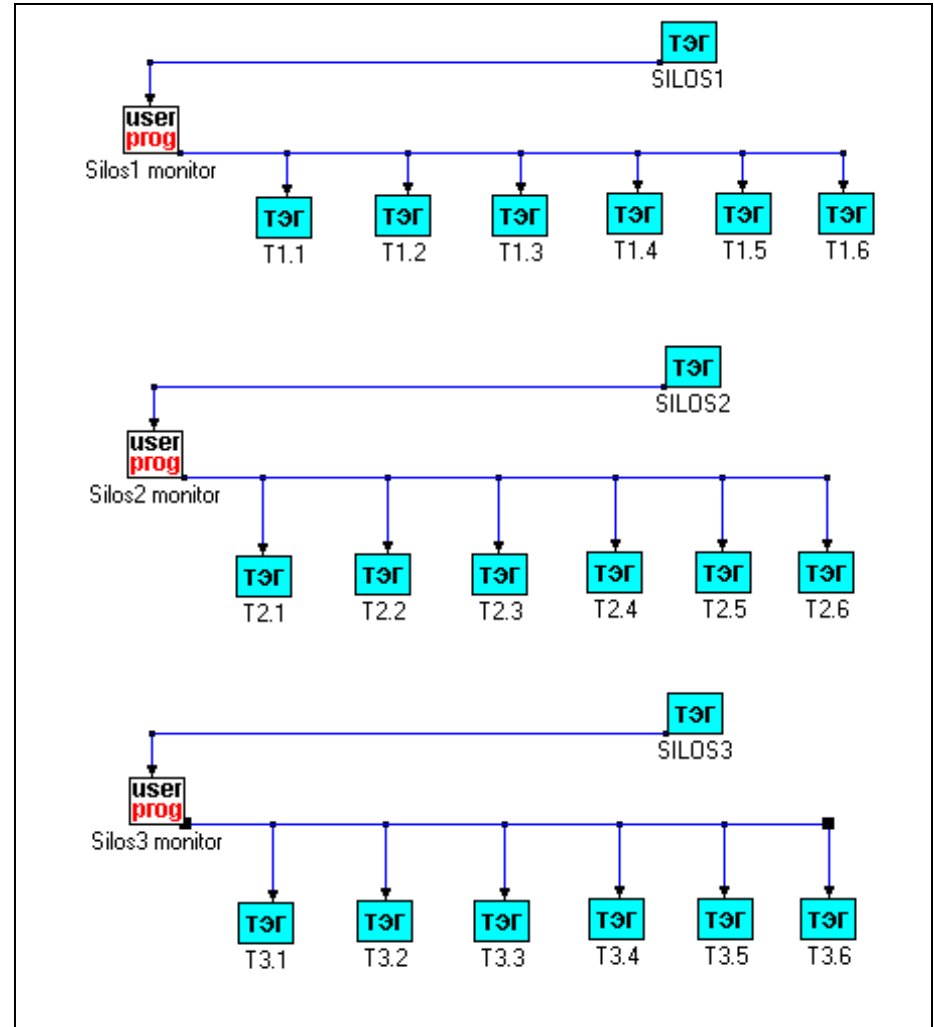 тэг
SILOS1
user
prog
Silos1 monitor
тэг тэг тэг тэг тэг тэг
T1.1 T1.2 T1.3 T1.4 T1.5 T1.6
тэг
SILOS2
user
prog
Silos2 monitor
тэг тэг тэг тэг тэг тэг
T2.1 T2.2 T2.3 T2.4 T2.5 T2.6
тэг
SILOS3
user
prog
Silos3 monitor
тэг тэг тэг тэг тэг тэг
T3.1 T3.2 T3.3 T3.4 T3.5 T3.6